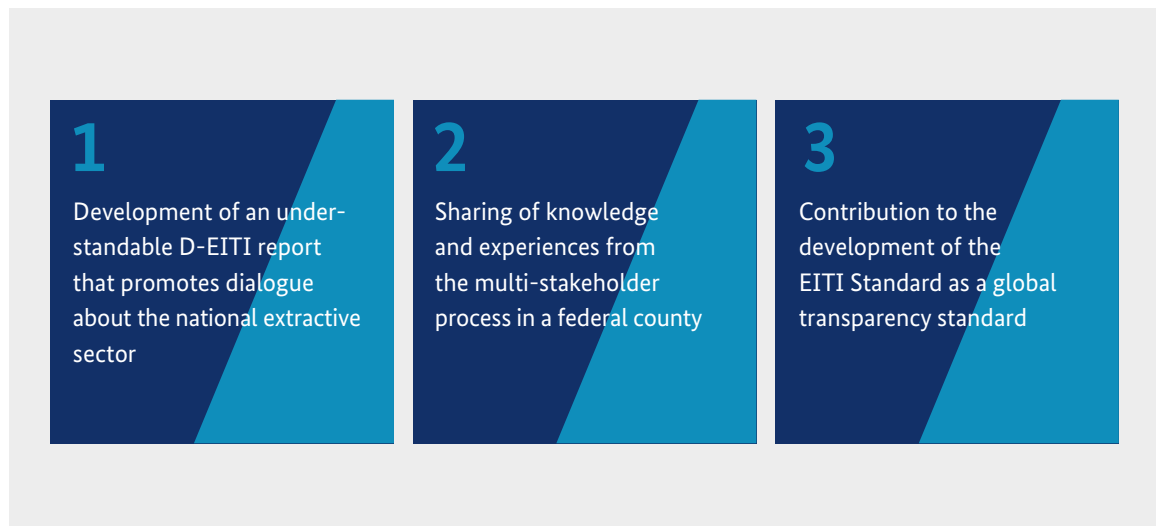 1
Development of an under-
standable D-EITI report
that promotes dialogue
about the national extractive
sector
2
Sharing of knowledge
and experiences from
the multi-stakeholder
process in a federal county
3
Contribution to the
development of the
EITI Standard as a global
transparency standard